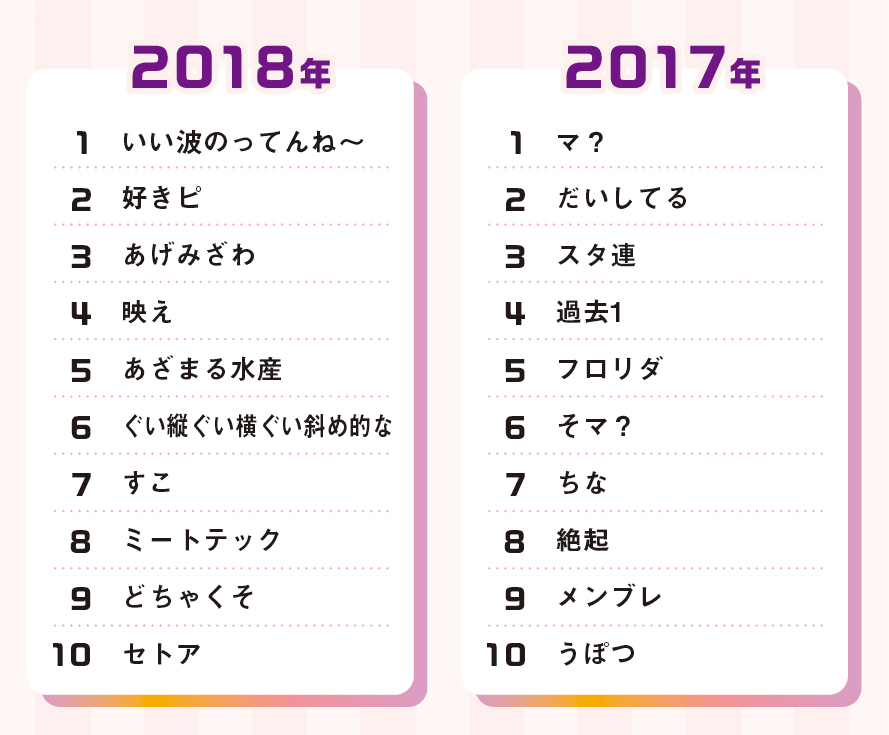 2018年
1 いい波のってんね〜
2 好きピ
3 あげみざわ
4 映え
5 あざまる水産
6 ぐい縦ぐい横ぐい斜め的な
7 すこ
8 ミートテック
9 どちゃくそ
10 セトア
2017年
1 マ？
2 だいしてる
3 スタ連
4 過去1
5 フロリダ
6 そマ？
7 ちな
8 絶起
9 メンブレ
10 うぽつ